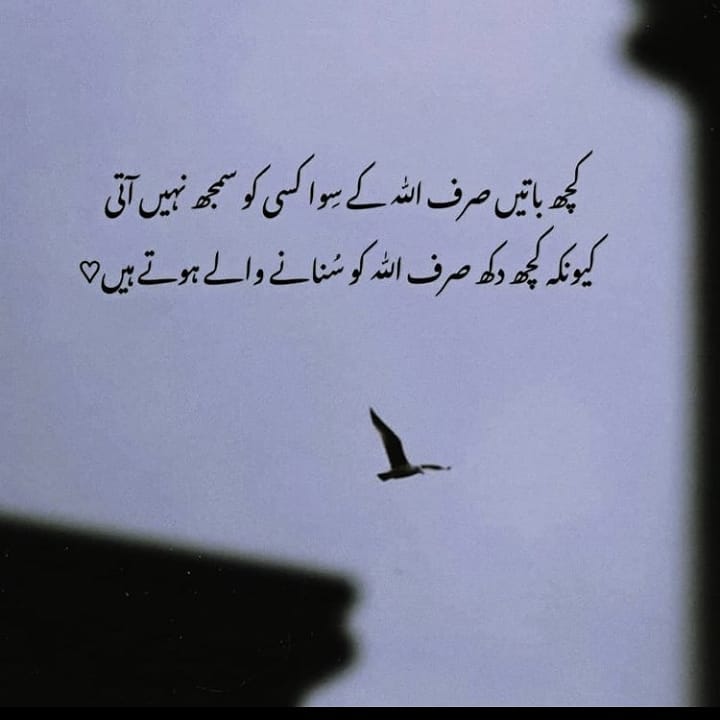 کچھ باتیں صرف اللہ کے سِوا کسی کو سمجھ نہیں آتی
کیونکہ کچھ دکھ صرف اللہ کو سُنانے والے ہوتے ہیں♡